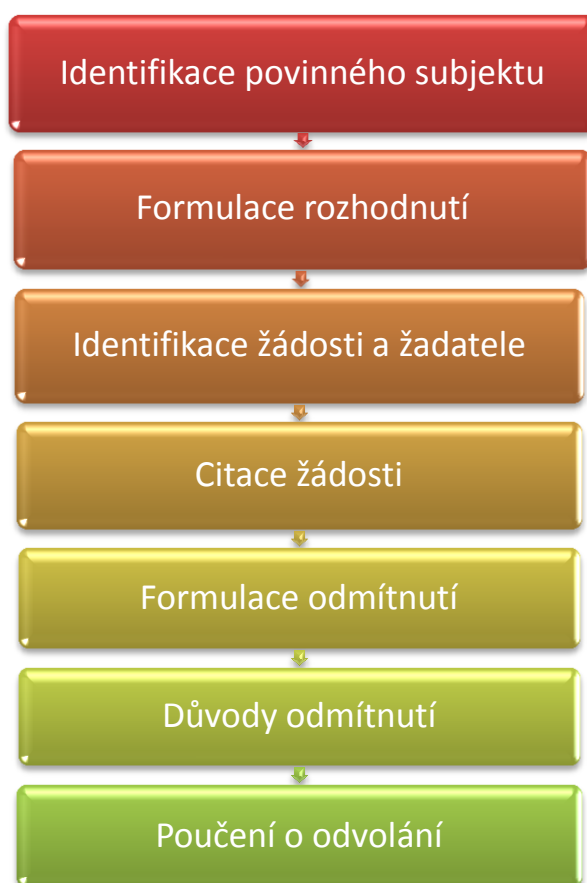 Identifikace povinného subjektu
Formulace rozhodnutí
Identifikace žádosti a žadatele
Citace žádosti
Formulace odmítnutí
Důvody odmítnutí
Poučení o odvolání